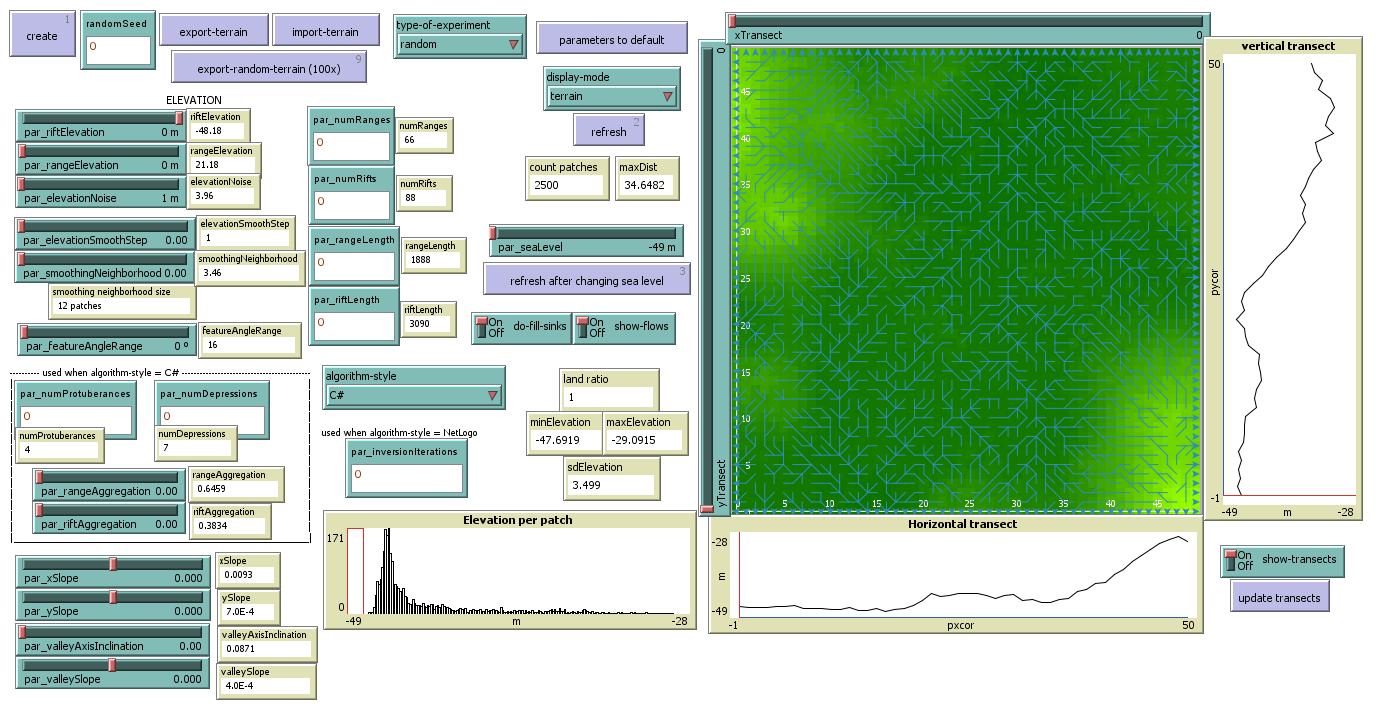 create
1
randomSeed
0
export-terrain
import-terrain
export-random-terrain (100x)
9
type-of-experiment
random
parameters to default
display-mode
terrain
refresh
2
count patches
2500
maxDist
34.6482
ELEVATION
par_riftElevation 0 m
riftElevation
-48.18
par_rangeElevation 0 m
rangeElevation
21.18
par_elevationNoise 1 m
elevationNoise
3.96
par_elevationSmoothStep 0.00
elevationSmoothStep
1
par_smoothingNeighborhood 0.00
smoothingNeighborhood
3.46
smoothing neighborhood size
12 patches
par_featureAngleRange 0 º
featureAngleRange
16
par_numRanges
0
numRanges
66
par_numRifts
0
numRifts
88
par_rangeLength
0
rangeLength
1888
par_riftLength
0
riftLength
3090
par_seaLevel -49 m
refresh after changing sea level
3
On
Off
do-fill-sinks
On
Off
show-flows
used when algorithm-style = C#
par_numProtuberances
0
numProtuberances
4
par_numDepressions
0
numDepressions
7
par_rangeAggregation 0.00
rangeAggregation
0.6459
par_riftAggregation 0.00
riftAggregation
0.3834
algorithm-style
C#
used when algorithm-style = NetLogo
par_inversionIterations
0
land ratio
1
minElevation
-47.6919
maxElevation
-29.0915
sdElevation
3.499
par_xSlope 0.000
xSlope
0.0093
par_ySlope 0.000
ySlope
7.0E-4
par_valleyAxisInclination 0.00
valleyAxisInclination
0.0871
par_valleySlope 0.000
valleySlope
4.0E-4
Elevation per patch
171
0
-49 m -28
xTransect 0
yTransect
0
45
40
35
30
25
20
15
10
5
5 10 15 20 25 30 35 40 45
vertical transect
50
pycor
-1
-49 m -28
Horizontal transect
-28
m
-49
-1 pxcor 50
On
Off
show-transects
update transects